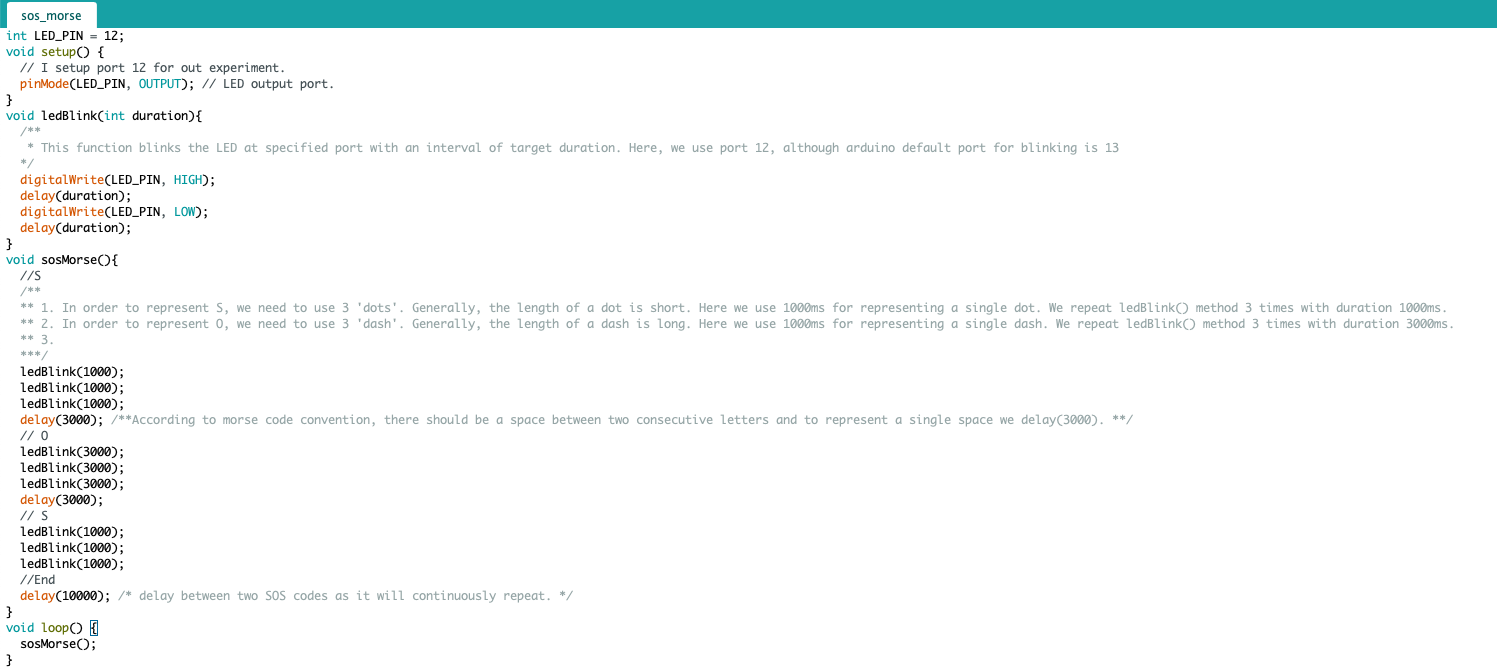 sos_morse
int LED_PIN = 12;
void setup() {
  // I setup port 12 for out experiment.
  pinMode(LED_PIN, OUTPUT); // LED output port.
}
void ledBlink(int duration){
  /**
   * This function blinks the LED at specified port with an interval of target duration. Here, we use port 12, although arduino default port for blinking is 13
  */
  digitalWrite(LED_PIN, HIGH);
  delay(duration);
  digitalWrite(LED_PIN, LOW);
  delay(duration);
}
void sosMorse(){
  //S
  /**
  ** 1. In order to represent S, we need to use 3 'dots'. Generally, the length of a dot is short. Here we use 1000ms for representing a single dot. We repeat ledBlink() method 3 times with duration 1000ms.
  ** 2. In order to represent O, we need to use 3 'dash'. Generally, the length of a dash is long. Here we use 1000ms for representing a single dash. We repeat ledBlink() method 3 times with duration 3000ms.
  ** 3.
  ***/
  ledBlink(1000);
  ledBlink(1000);
  ledBlink(1000);
  delay(3000); /**According to morse code convention, there should be a space between two consecutive letters and to represent a single space we delay(3000). **/
  // O
  ledBlink(3000);
  ledBlink(3000);
  ledBlink(3000);
  delay(3000);
  // S
  ledBlink(1000);
  ledBlink(1000);
  ledBlink(1000);
  //End
  delay(10000); /* delay between two SOS codes as it will continuously repeat. */
}
void loop() {
  sosMorse();
}